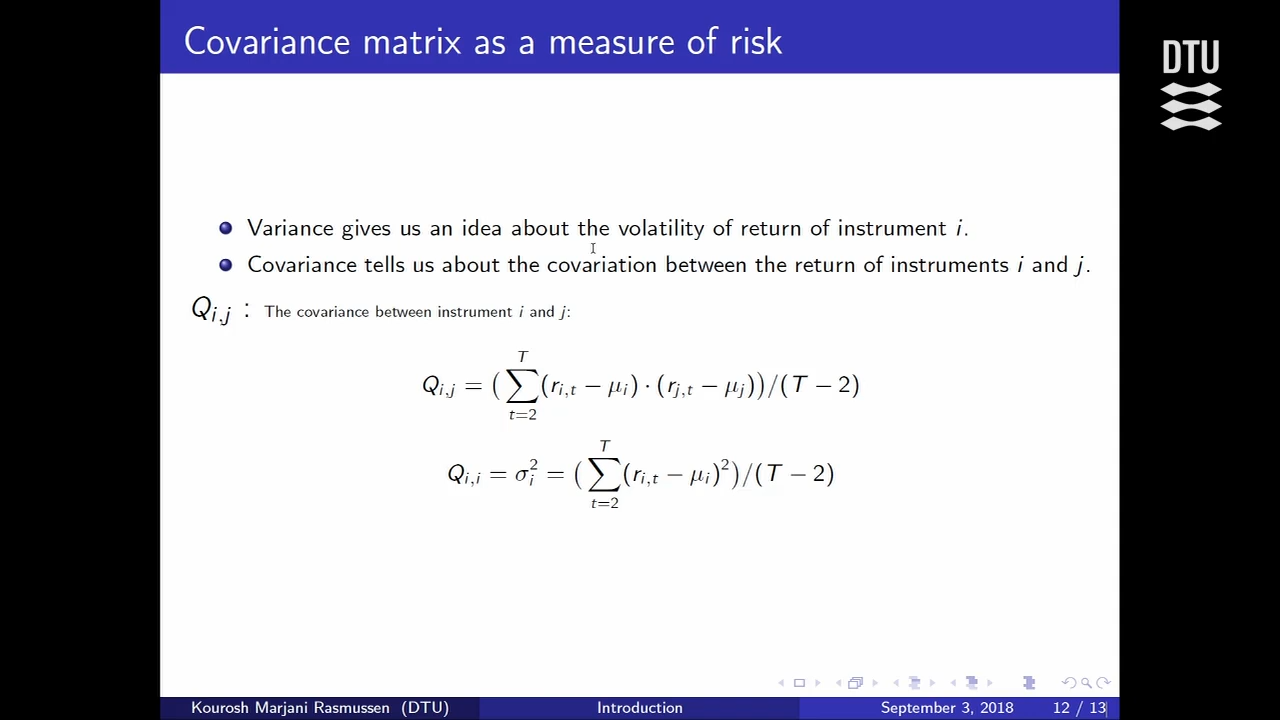 Covariance matrix as a measure of risk
DTU
Variance gives us an idea about the volatility of return of instrument i.
Covariance tells us about the covariation between the return of instruments i and j.
Q_{i,j} : The covariance between instrument i and j:
Q_{i,j} = (∑_{t=2}^{T} (r_{i,t} − μ_i) · (r_{j,t} − μ_j))/(T − 2)
Q_{i,i} = σ_i^2 = (∑_{t=2}^{T} (r_{i,t} − μ_i)^2)/(T − 2)
Kourosh Marjani Rasmussen (DTU) Introduction September 3, 2018 12 / 13